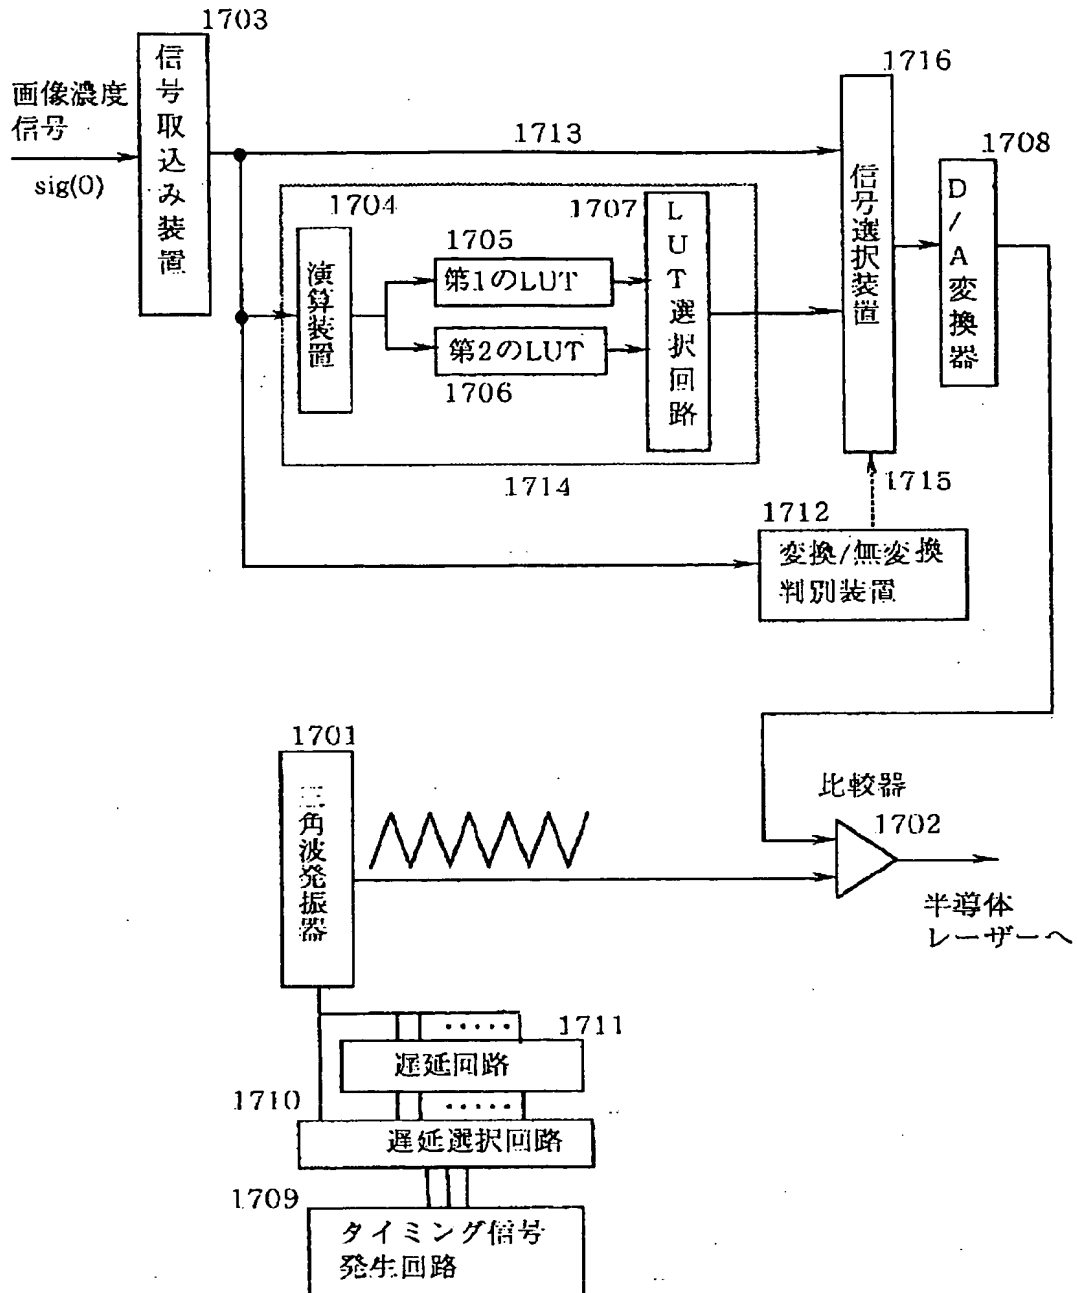 1703
信号取込み装置
画像濃度
信号
sig(0)
1713
1716
信号選択装置
1708
D/A変換器
1704
演算装置
1705
第1のLUT
第2のLUT
1706
1707
LUT選択回路
1714
1715
1712
変換/無変換
判別装置
1701
三角波発振器
比較器
1702
半導体
レーザーへ
1711
遅延回路
1710
遅延選択回路
1709
タイミング信号
発生回路